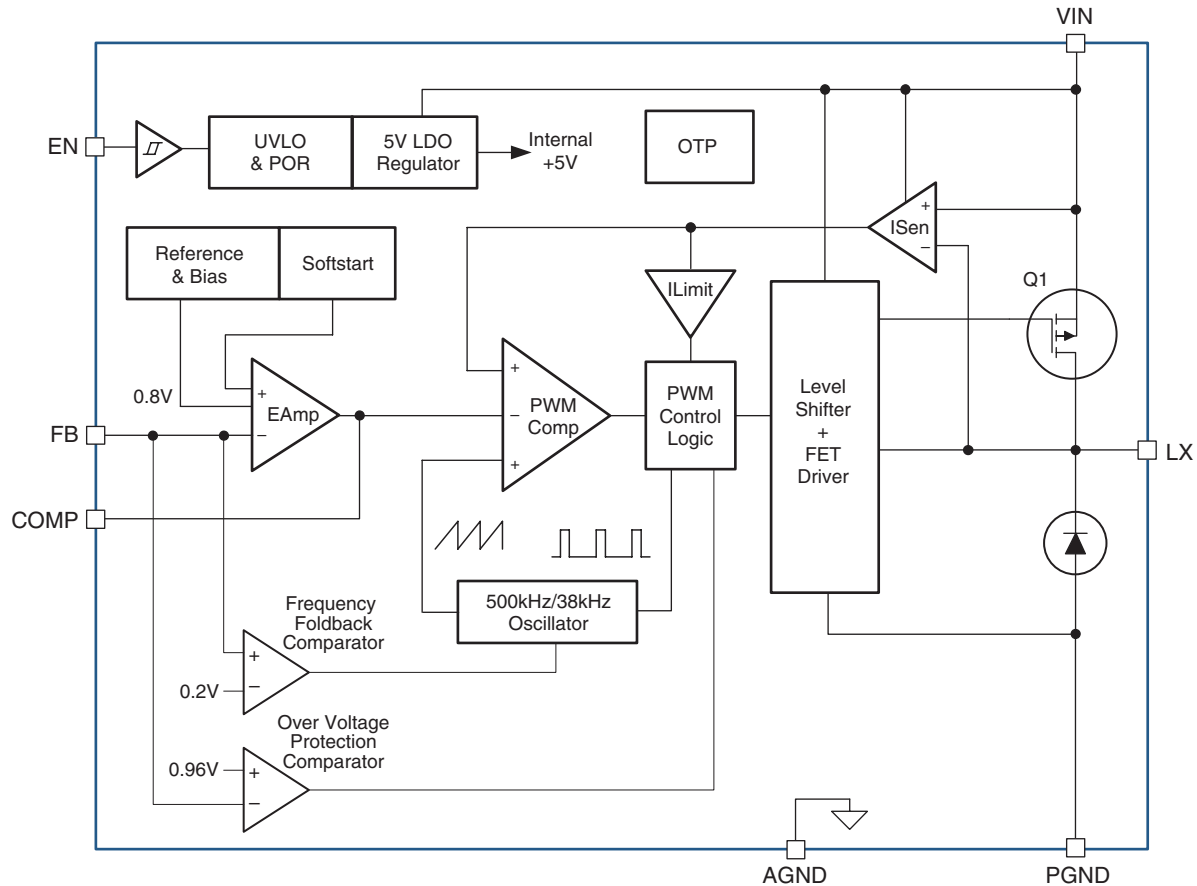 VIN
EN
UVLO
& POR
5V LDO
Regulator
Internal
+5V
OTP
+
ISen
−
Reference
& Bias
Softstart
ILimit
Q1
+
0.8V
EAmp
−
FB
COMP
+
−
PWM
Comp
+
PWM
Control
Logic
Level
Shifter
+
FET
Driver
LX
500kHz/38kHz
Oscillator
Frequency
Foldback
Comparator
+
0.2V
−
Over Voltage
Protection
Comparator
0.96V
+
−
AGND
PGND